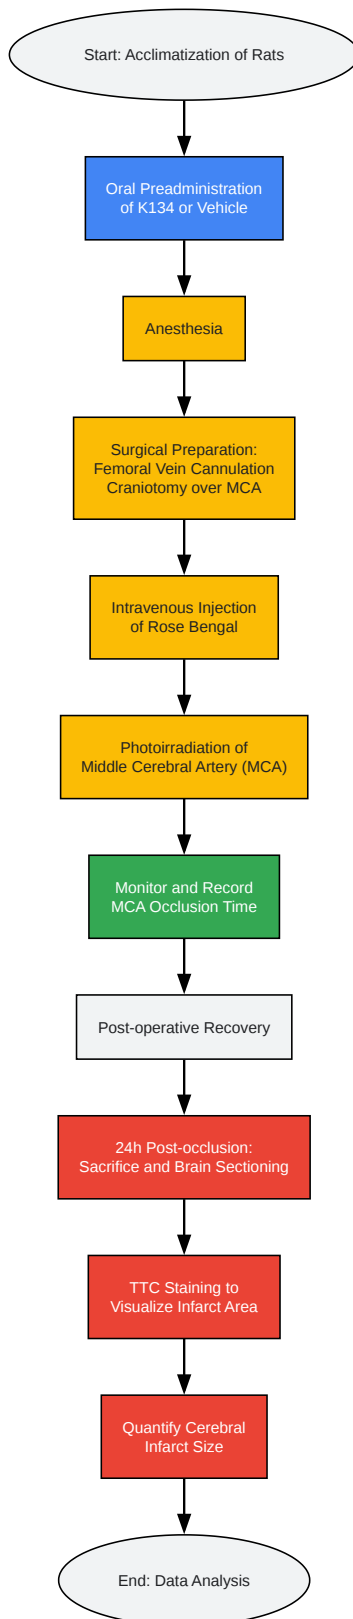 Start: Acclimatization of Rats
Oral Preadministration
of K134 or Vehicle
Anesthesia
Surgical Preparation:
Femoral Vein Cannulation
Craniotomy over MCA
Intravenous Injection
of Rose Bengal
Photoirradiation of
Middle Cerebral Artery (MCA)
Monitor and Record
MCA Occlusion Time
Post-operative Recovery
24h Post-occlusion:
Sacrifice and Brain Sectioning
TTC Staining to
Visualize Infarct Area
Quantify Cerebral
Infarct Size
End: Data Analysis